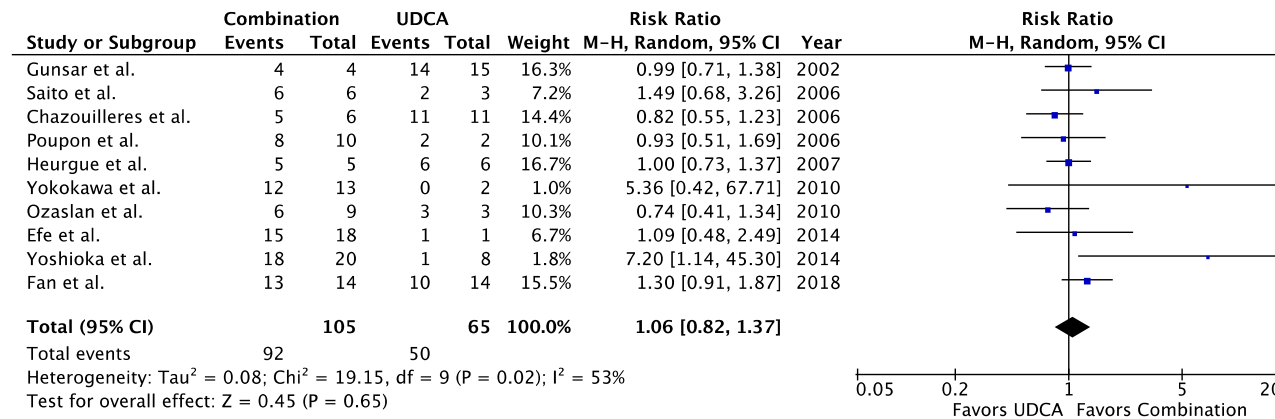 Combination UDCA Risk Ratio Risk Ratio
Study or Subgroup Events Total Events Total Weight M-H, Random, 95% CI Year M-H, Random, 95% CI
Gunsar et al. 4 4 14 15 16.3% 0.99 [0.71, 1.38] 2002
Saito et al. 6 6 2 3 7.2% 1.49 [0.68, 3.26] 2006
Chazouilleres et al. 5 6 11 11 14.4% 0.82 [0.55, 1.23] 2006
Poupon et al. 8 10 2 2 10.1% 0.93 [0.51, 1.69] 2006
Heurgue et al. 5 5 6 6 16.7% 1.00 [0.73, 1.37] 2007
Yokokawa et al. 12 13 0 2 1.0% 5.36 [0.42, 67.71] 2010
Ozaslan et al. 6 9 3 3 10.3% 0.74 [0.41, 1.34] 2010
Efe et al. 15 18 1 1 6.7% 1.09 [0.48, 2.49] 2014
Yoshioka et al. 18 20 1 8 1.8% 7.20 [1.14, 45.30] 2014
Fan et al. 13 14 10 14 15.5% 1.30 [0.91, 1.87] 2018
Total (95% CI) 105 65 100.0% 1.06 [0.82, 1.37]
Total events 92 50
Heterogeneity: Tau² = 0.08; Chi² = 19.15, df = 9 (P = 0.02); I² = 53%
Test for overall effect: Z = 0.45 (P = 0.65)
0.05 0.2 1 5 20
Favors UDCA Favors Combination